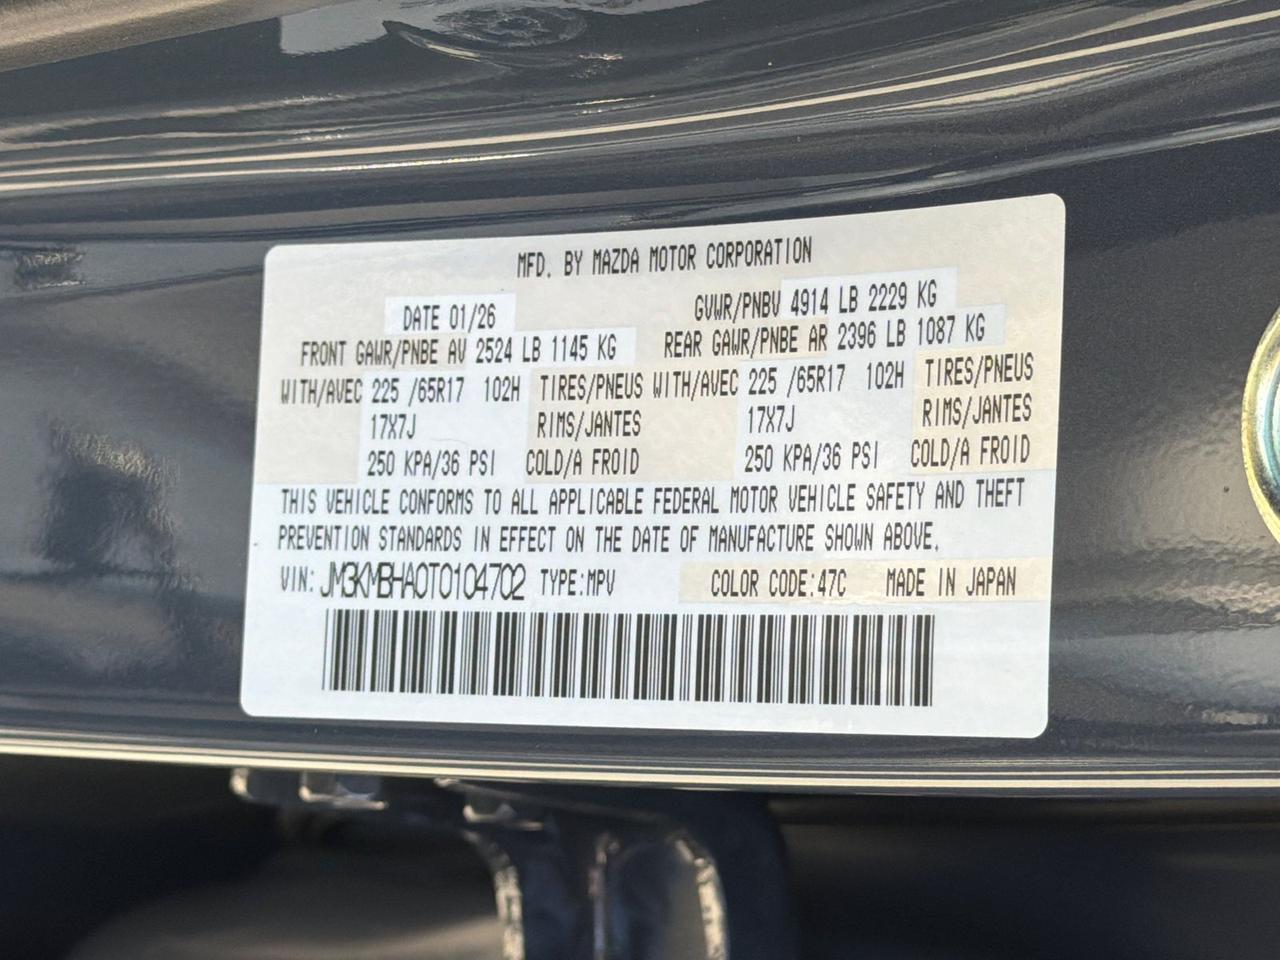 MFD. BY MAZDA MOTOR CORPORATION
DATE 01/26 GVWR/PNBV 4914 LB 2229 KG
FRONT GAWR/PNBE AV 2524 LB 1145 KG REAR GAWR/PNBE AR 2396 LB 1087 KG
WITH/AVEC 225 /65R17 102H TIRES/PNEUS WITH/AVEC 225 /65R17 102H TIRES/PNEUS
17X7J RIMS/JANTES 17X7J RIMS/JANTES
250 KPA/36 PSI COLD/A FROID 250 KPA/36 PSI COLD/A FROID
THIS VEHICLE CONFORMS TO ALL APPLICABLE FEDERAL MOTOR VEHICLE SAFETY AND THEFT
PREVENTION STANDARDS IN EFFECT ON THE DATE OF MANUFACTURE SHOWN ABOVE.
VIN: JM3KMBHA0T0104702 TYPE:MPV COLOR CODE:47C MADE IN JAPAN